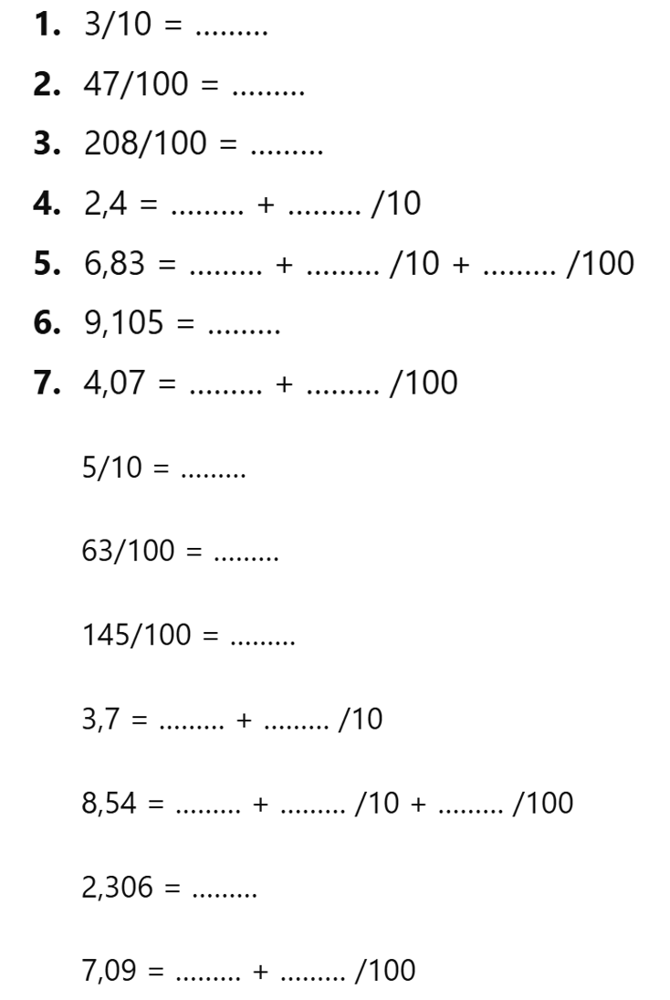 1. 3/10 = .........
2. 47/100 = .........
3. 208/100 = .........
4. 2,4 = ......... + ......... /10
5. 6,83 = ......... + ......... /10 + ......... /100
6. 9,105 = .........
7. 4,07 = ......... + ......... /100
5/10 = .........
63/100 = .........
145/100 = .........
3,7 = ......... + ......... /10
8,54 = ......... + ......... /10 + ......... /100
2,306 = .........
7,09 = ......... + ......... /100